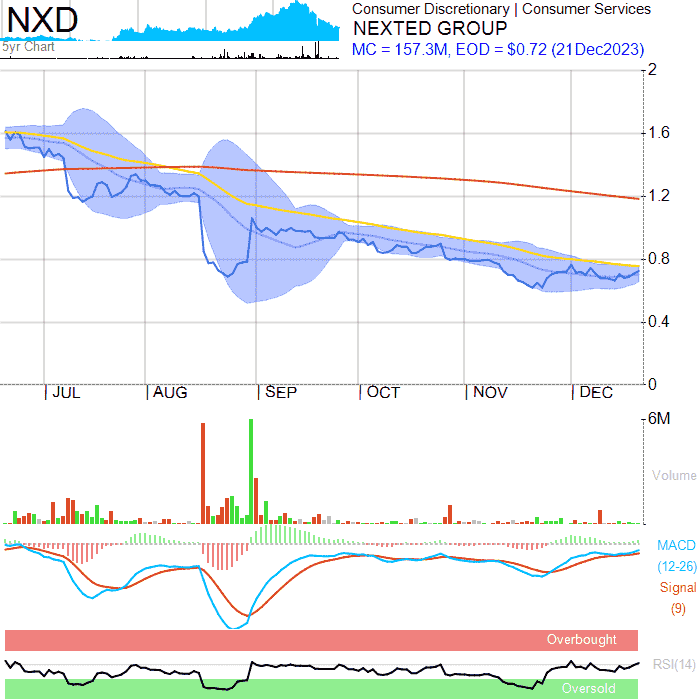 NXD
5yr Chart
Consumer Discretionary | Consumer Services
NEXTED GROUP
MC = 157.3M, EOD = $0.72 (21Dec2023)
2
1.6
1.2
0.8
0.4
0
JUL AUG SEP OCT NOV DEC
6M
Volume
MACD
(12-26)
Signal
(9)
Overbought
RSI(14)
Oversold